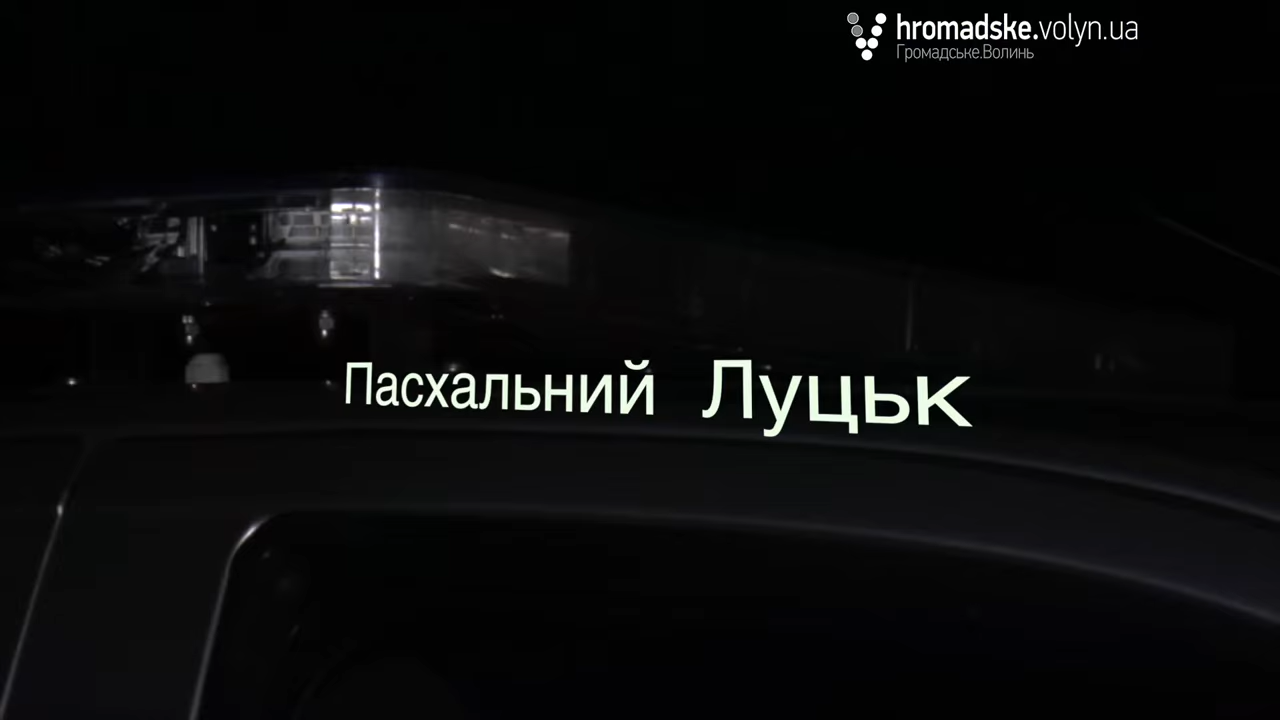 hromadske.volyn.ua
Громадське.Волинь
Пасхальний Луцьк